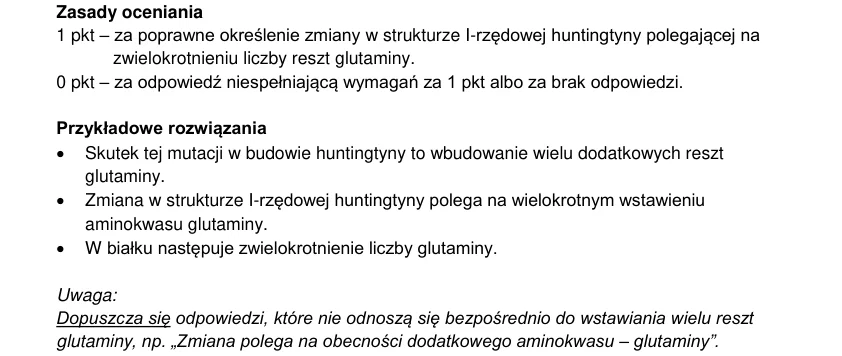 Zasady oceniania
1 pkt – za poprawne określenie zmiany w strukturze I-rzędowej huntingtyny polegającej na
zwielokrotnieniu liczby reszt glutaminy.
0 pkt – za odpowiedź niespełniającą wymagań za 1 pkt albo za brak odpowiedzi.
Przykładowe rozwiązania
• Skutek tej mutacji w budowie huntingtyny to wbudowanie wielu dodatkowych reszt
glutaminy.
• Zmiana w strukturze I-rzędowej huntingtyny polega na wielokrotnym wstawieniu
aminokwasu glutaminy.
• W białku następuje zwielokrotnienie liczby glutaminy.
Uwaga:
Dopuszcza się odpowiedzi, które nie odnoszą się bezpośrednio do wstawiania wielu reszt
glutaminy, np. „Zmiana polega na obecności dodatkowego aminokwasu – glutaminy”.